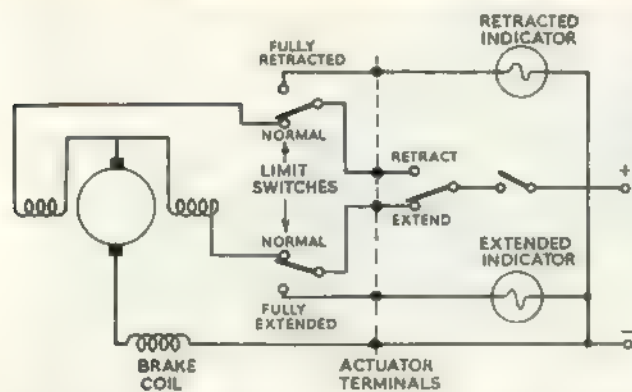 RETRACTED
INDICATOR
FULLY
RETRACTED
NORMAL
LIMIT
SWITCHES
NORMAL
FULLY
EXTENDED
RETRACT
EXTEND
+
EXTENDED
INDICATOR
−
BRAKE
COIL
ACTUATOR
TERMINALS